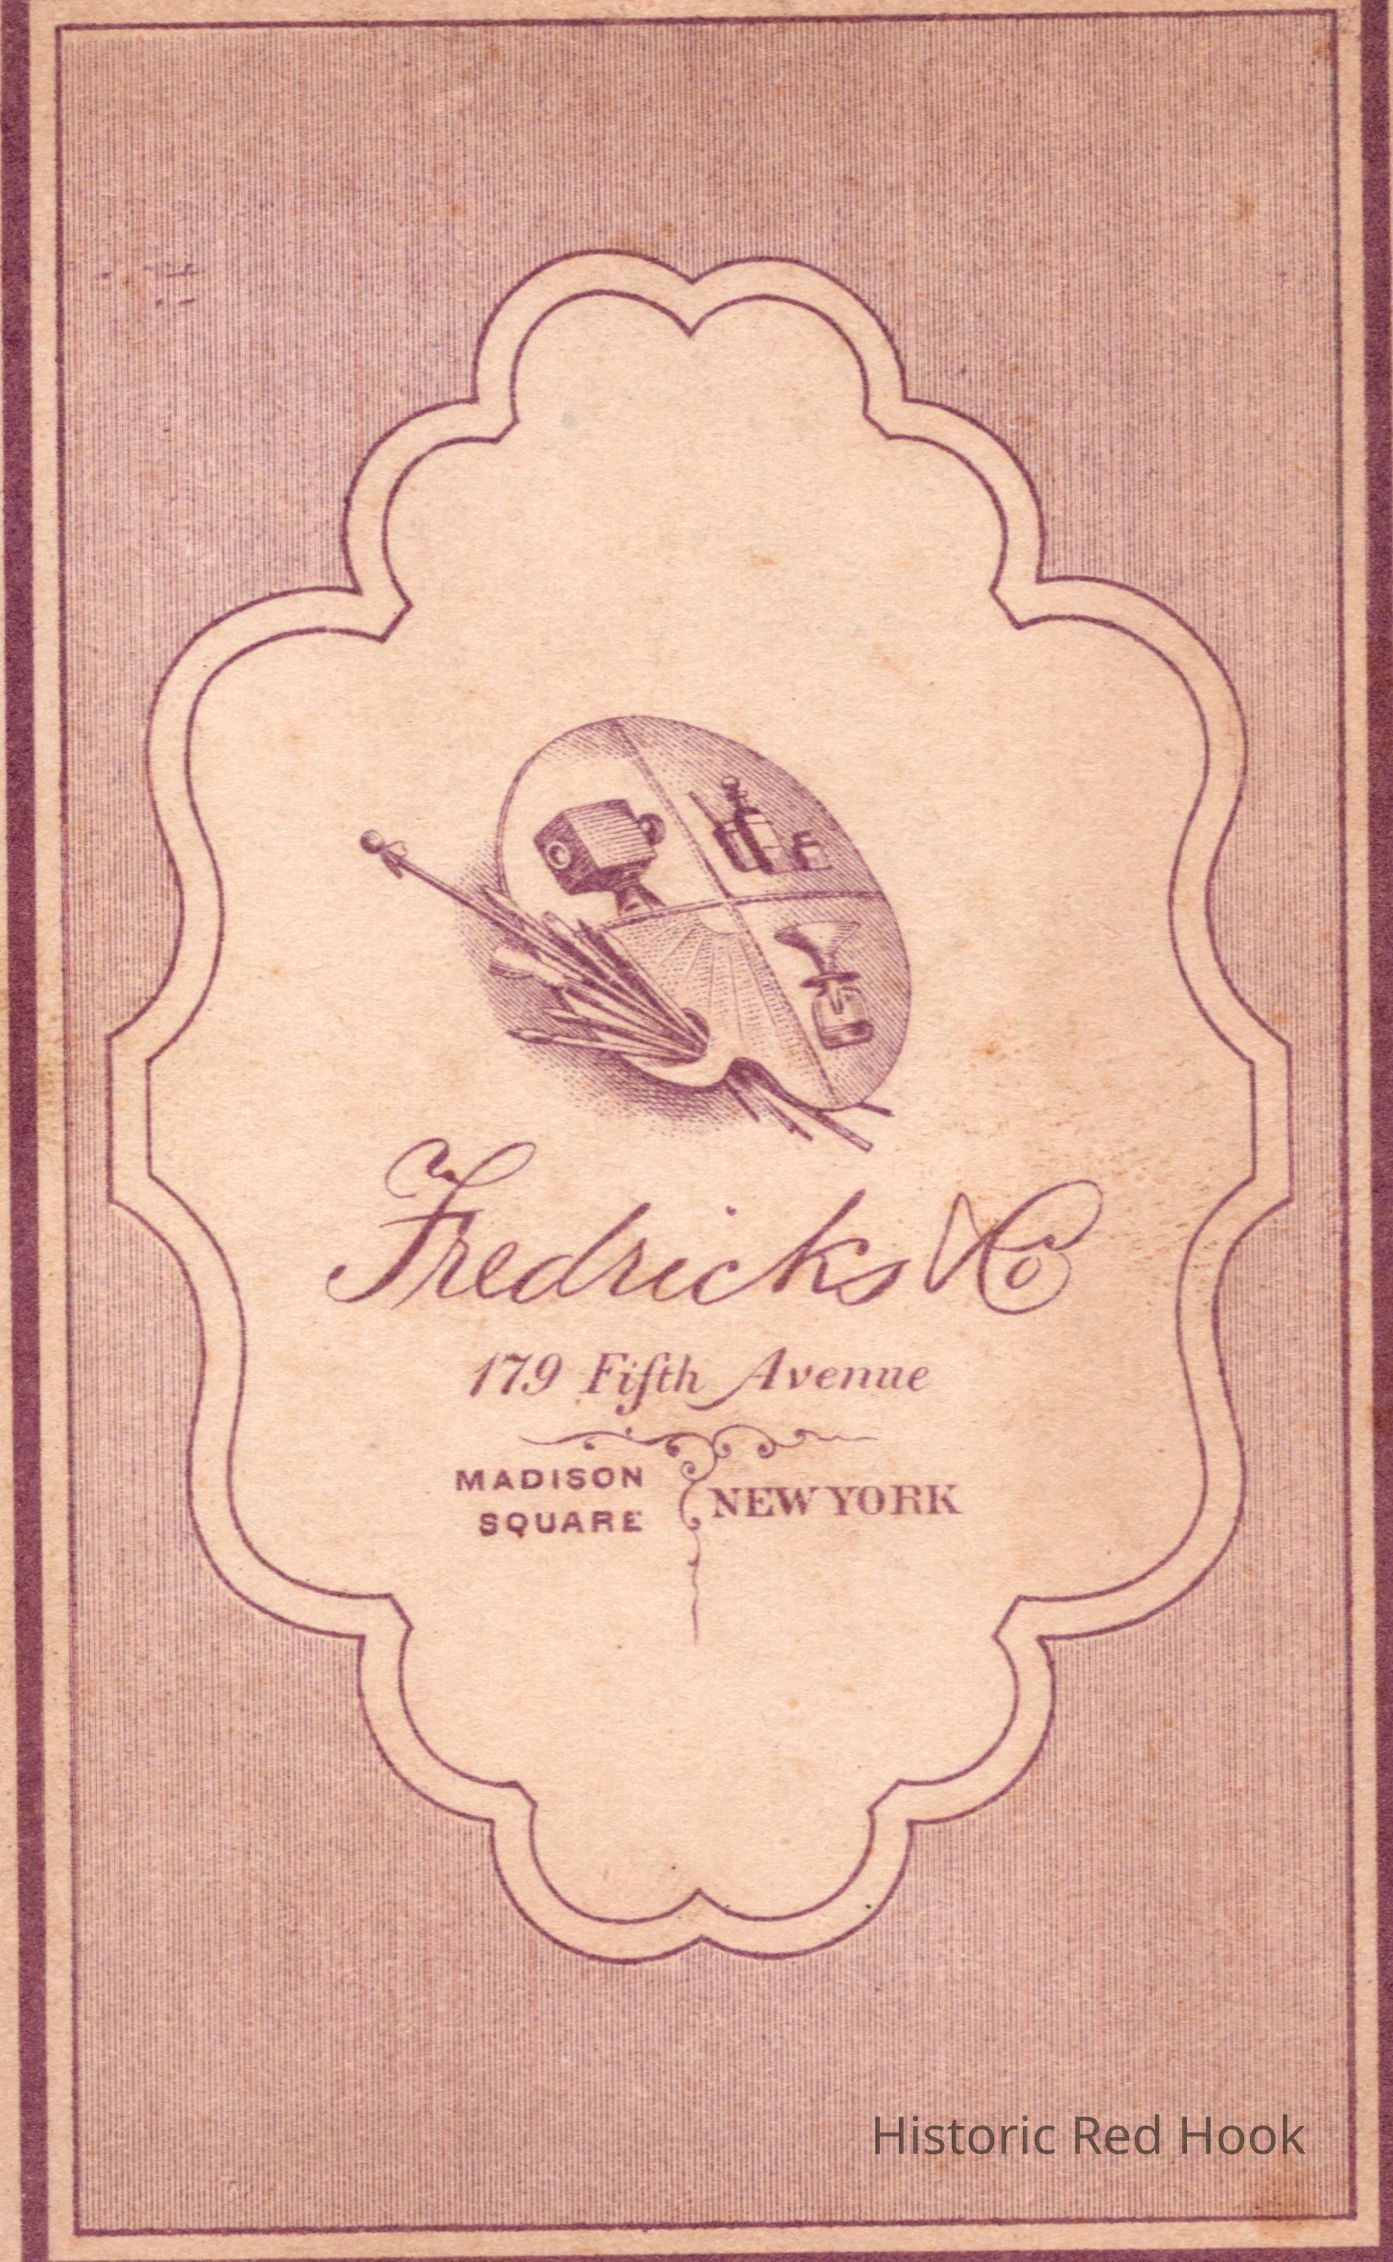 Fredricks & Co
179 Fifth Avenue
MADISON
SQUARE
NEW YORK
Historic Red Hook